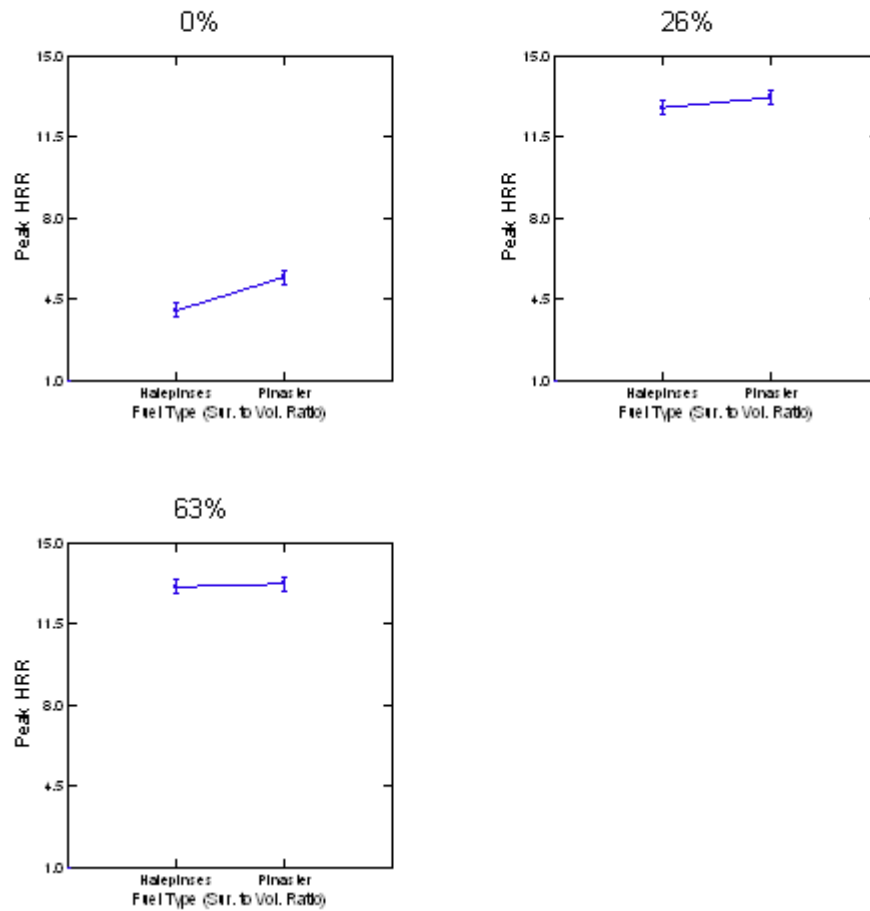 0%
15.0
11.5
8.0
4.5
1.0
Peak HRR
Halepinses Pinaster
Fuel Type (Sur. to Vol. Ratio)
26%
15.0
11.5
8.0
4.5
1.0
Peak HRR
Halepinses Pinaster
Fuel Type (Sur. to Vol. Ratio)
63%
15.0
11.5
8.0
4.5
1.0
Peak HRR
Halepinses Pinaster
Fuel Type (Sur. to Vol. Ratio)